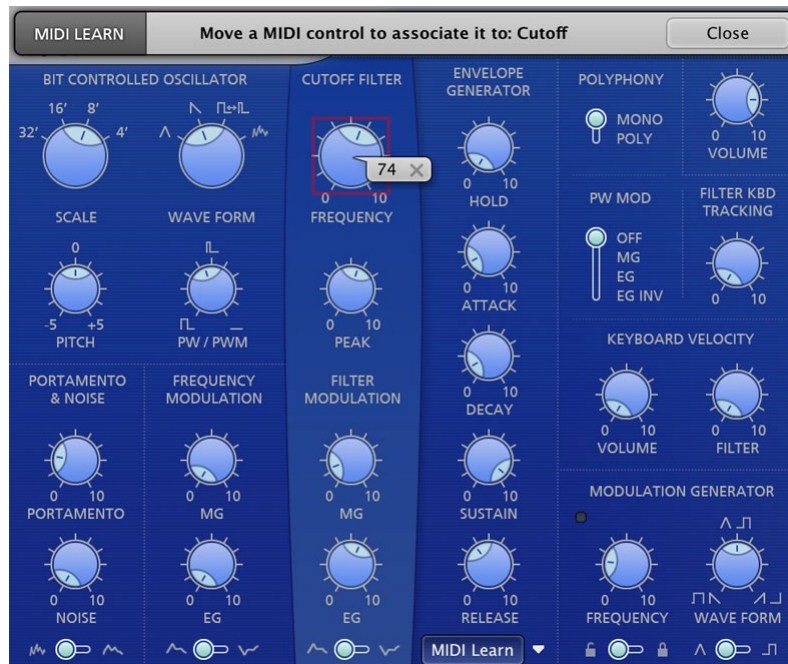 MIDI LEARN
Move a MIDI control to associate it to: Cutoff
Close
BIT CONTROLLED OSCILLATOR
16′ 8′
32′ 4′
SCALE
WAVE FORM
0
-5 +5
PITCH
PW / PWM
CUTOFF FILTER
74
0 10
FREQUENCY
0 10
PEAK
ENVELOPE
GENERATOR
0 10
HOLD
0 10
ATTACK
0 10
DECAY
0 10
SUSTAIN
0 10
RELEASE
POLYPHONY
MONO
POLY
0 10
VOLUME
PW MOD
OFF
MG
EG
EG INV
FILTER KBD
TRACKING
0 10
KEYBOARD VELOCITY
0 10
VOLUME
0 10
FILTER
PORTAMENTO
& NOISE
0 10
PORTAMENTO
0 10
NOISE
FREQUENCY
MODULATION
0 10
MG
0 10
EG
FILTER
MODULATION
0 10
MG
0 10
EG
MODULATION GENERATOR
0 10
FREQUENCY
WAVE FORM
MIDI Learn